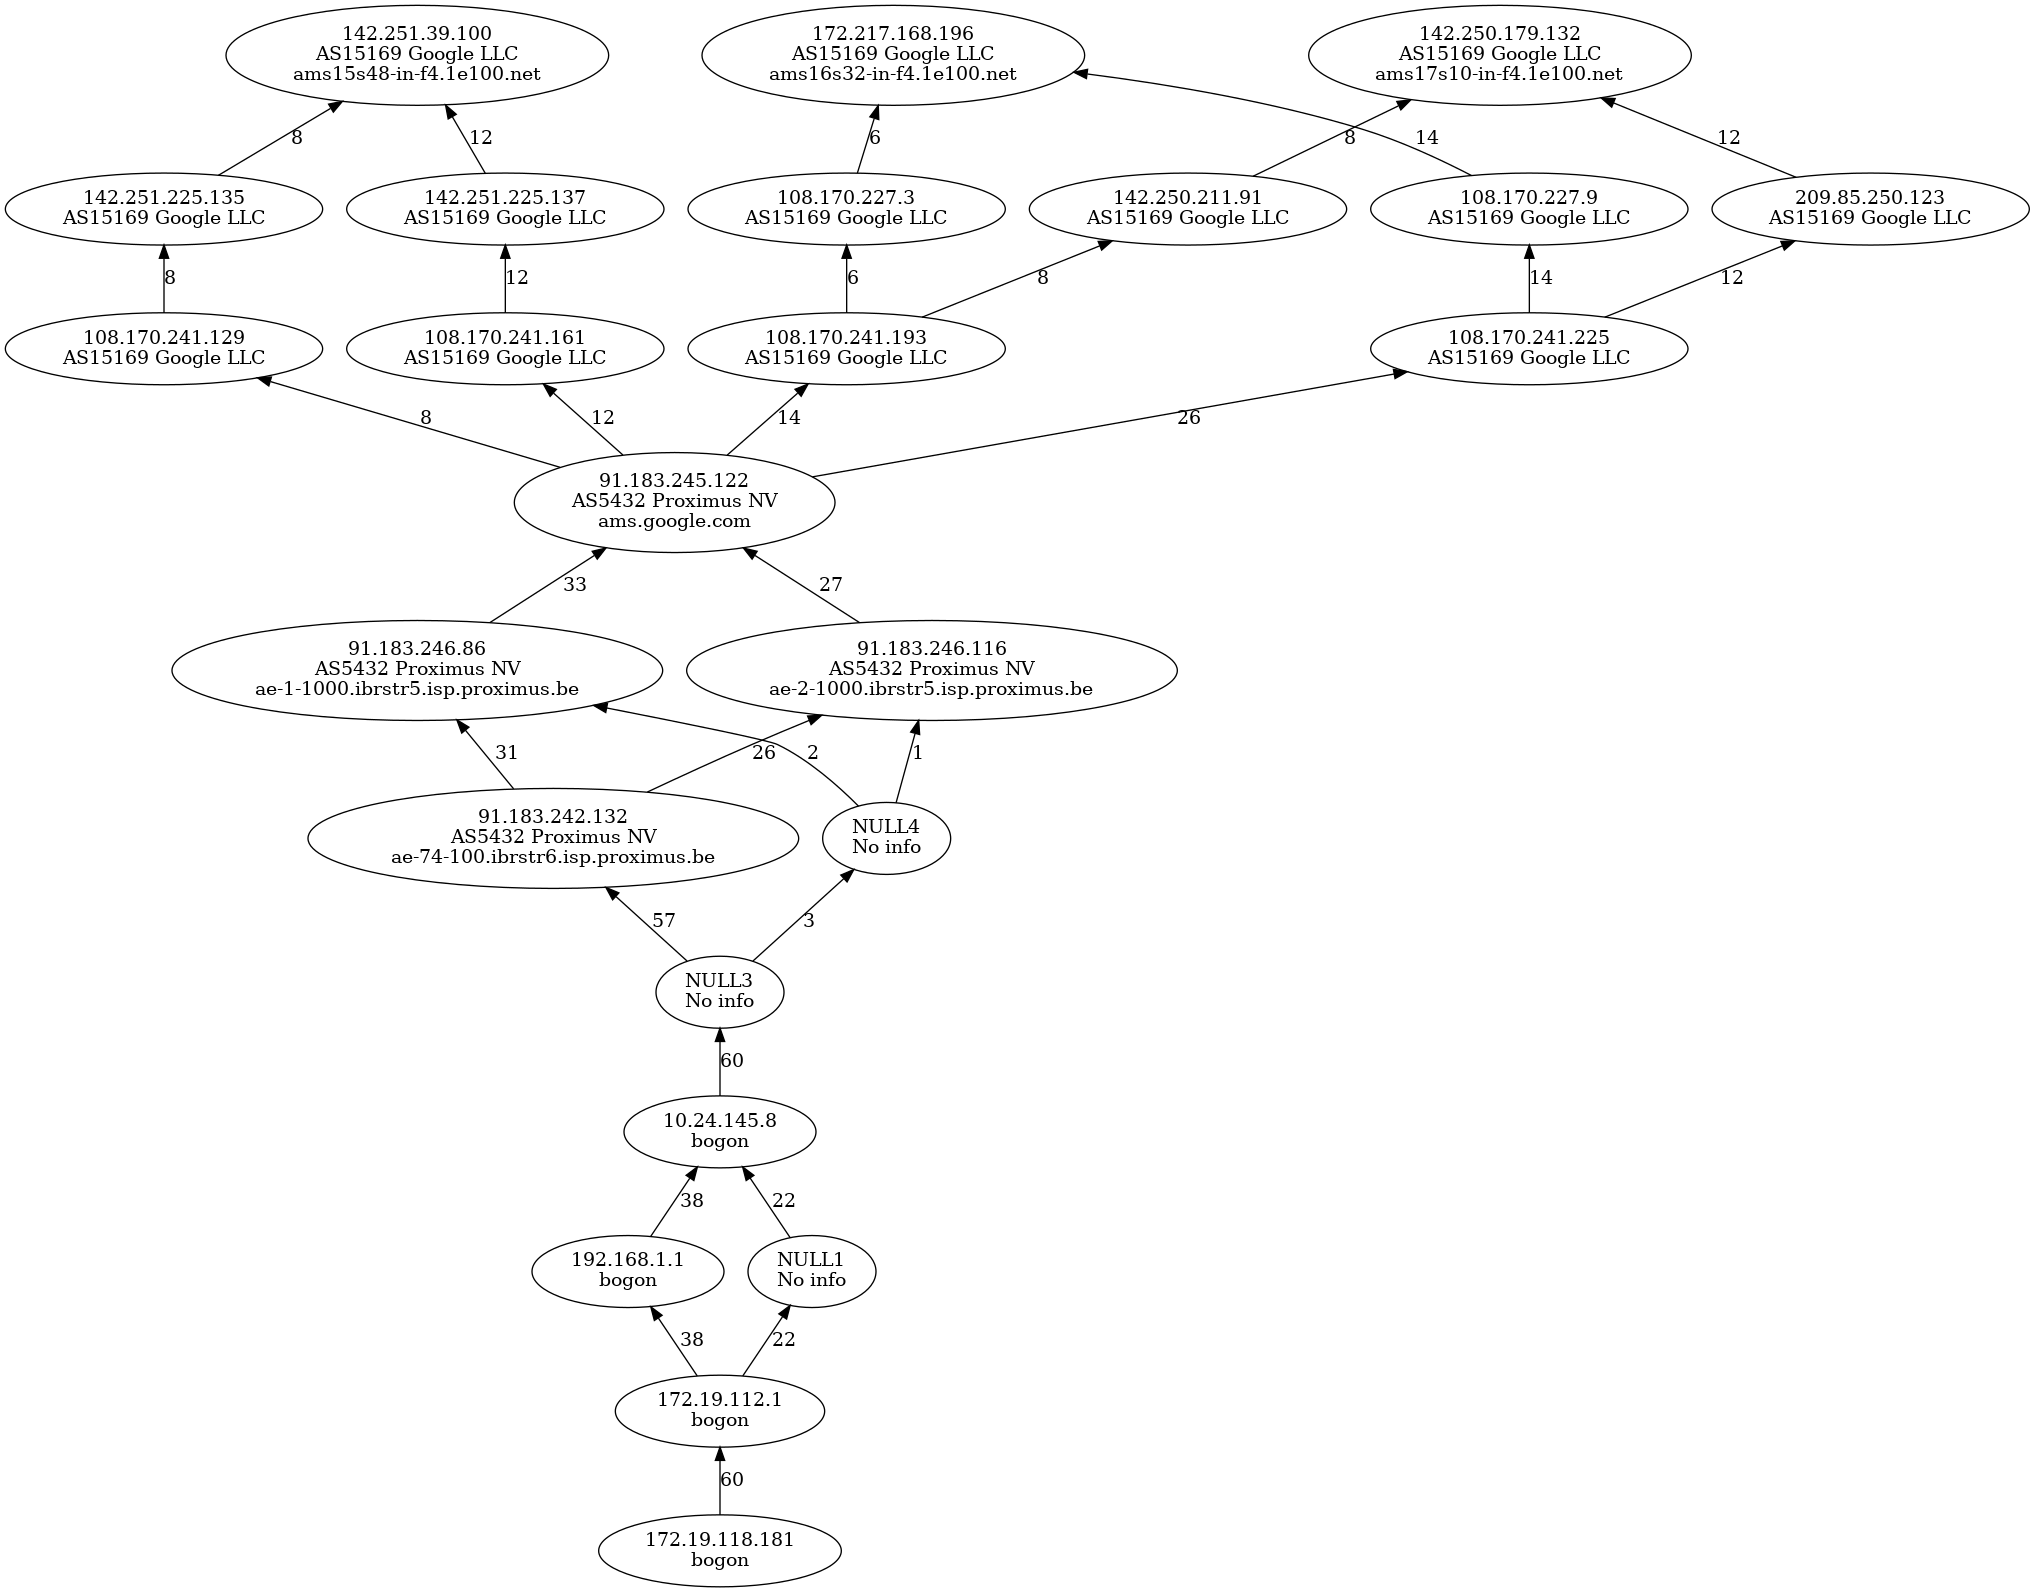 142.251.39.100
AS15169 Google LLC
ams15s48-in-f4.1e100.net
172.217.168.196
AS15169 Google LLC
ams16s32-in-f4.1e100.net
142.250.179.132
AS15169 Google LLC
ams17s10-in-f4.1e100.net
8
12
6
8
14
12
142.251.225.135
AS15169 Google LLC
142.251.225.137
AS15169 Google LLC
108.170.227.3
AS15169 Google LLC
142.250.211.91
AS15169 Google LLC
108.170.227.9
AS15169 Google LLC
209.85.250.123
AS15169 Google LLC
8
12
6
8
14
12
108.170.241.129
AS15169 Google LLC
108.170.241.161
AS15169 Google LLC
108.170.241.193
AS15169 Google LLC
108.170.241.225
AS15169 Google LLC
8
12
14
26
91.183.245.122
AS5432 Proximus NV
ams.google.com
33
27
91.183.246.86
AS5432 Proximus NV
ae-1-1000.ibrstr5.isp.proximus.be
91.183.246.116
AS5432 Proximus NV
ae-2-1000.ibrstr5.isp.proximus.be
31
26
2
1
91.183.242.132
AS5432 Proximus NV
ae-74-100.ibrstr6.isp.proximus.be
NULL4
No info
57
3
NULL3
No info
60
10.24.145.8
bogon
38
22
192.168.1.1
bogon
NULL1
No info
38
22
172.19.112.1
bogon
60
172.19.118.181
bogon